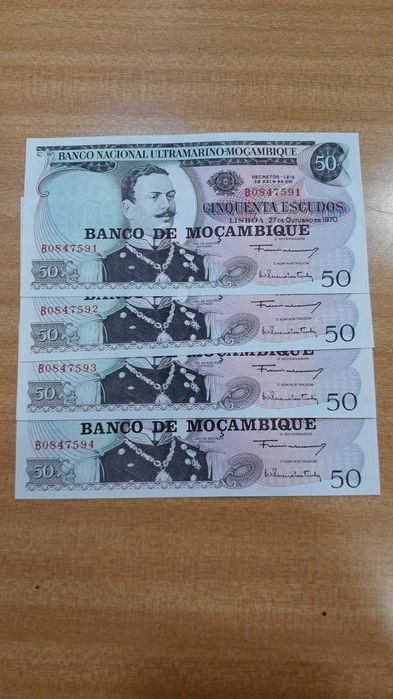 BANCO NACIONAL ULTRAMARINO-MOÇAMBIQUE
50
DECRETOS-LEIS
39 221 e 44 891
B0847591
CINQUENTA ESCUDOS
LISBOA, 27 DE OUTUBRO DE 1970
BANCO DE MOÇAMBIQUE
B0847591
O GOVERNADOR
O ADMINISTRADOR
50
50
B0847592
O ADMINISTRADOR
50
50
B0847593
O ADMINISTRADOR
50
50
BANCO DE MOÇAMBIQUE
B0847594
O GOVERNADOR
O ADMINISTRADOR
50
50